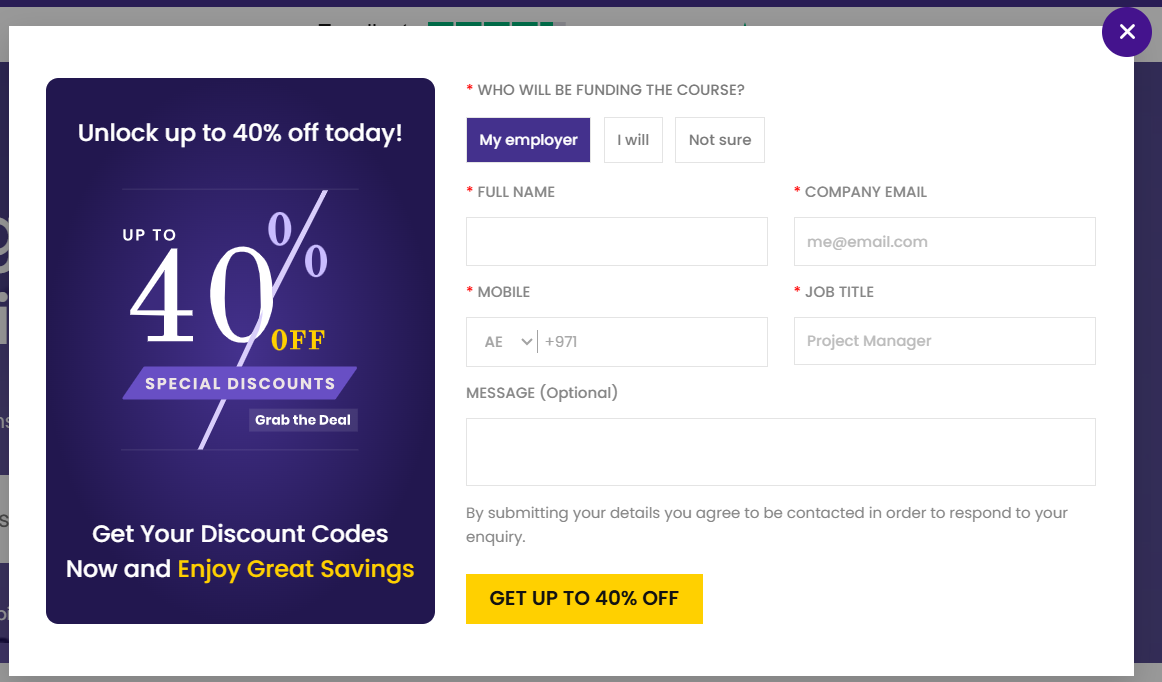 Unlock up to 40% off today!
UP TO
40%
OFF
SPECIAL DISCOUNTS
Grab the Deal
Get Your Discount Codes
Now and Enjoy Great Savings
* WHO WILL BE FUNDING THE COURSE?
My employer
I will
Not sure
* FULL NAME
* COMPANY EMAIL
me@email.com
* MOBILE
* JOB TITLE
AE
+971
Project Manager
MESSAGE (Optional)
By submitting your details you agree to be contacted in order to respond to your
enquiry.
GET UP TO 40% OFF